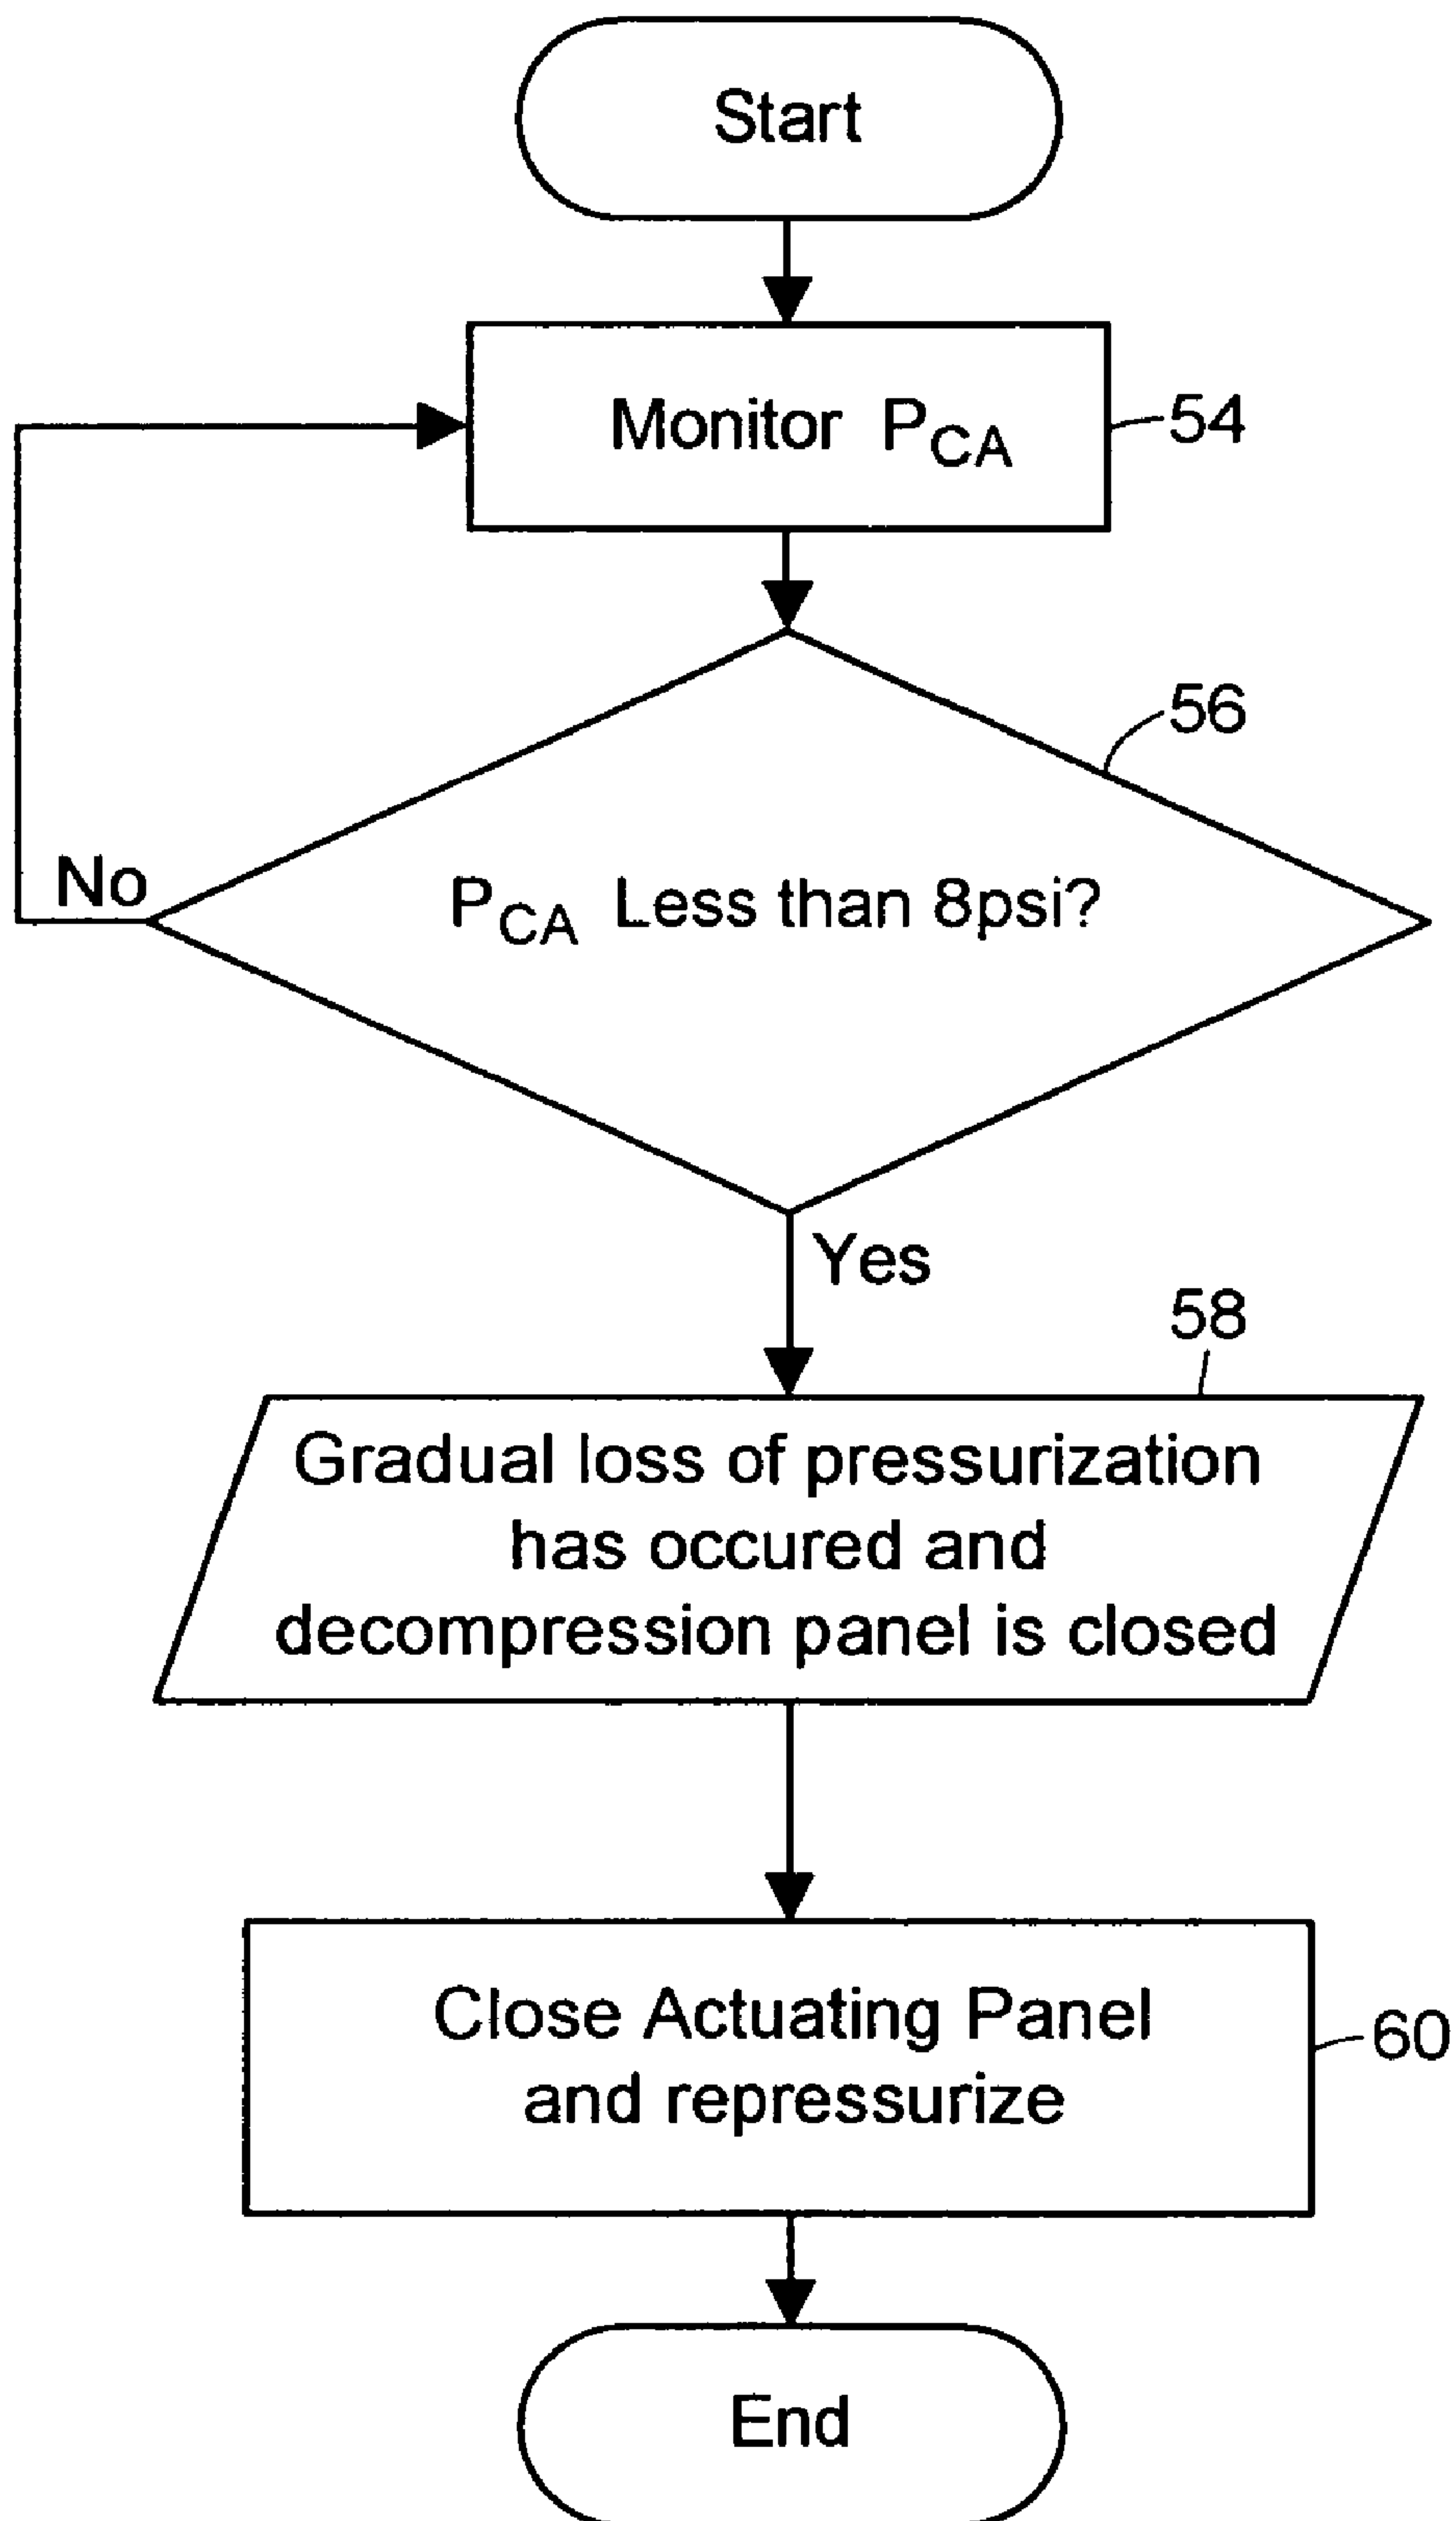 Start
Monitor P_CA
54
56
No
P_CA Less than 8psi?
Yes
58
Gradual loss of pressurization
has occured and
decompression panel is closed
Close Actuating Panel
and repressurize
60
End